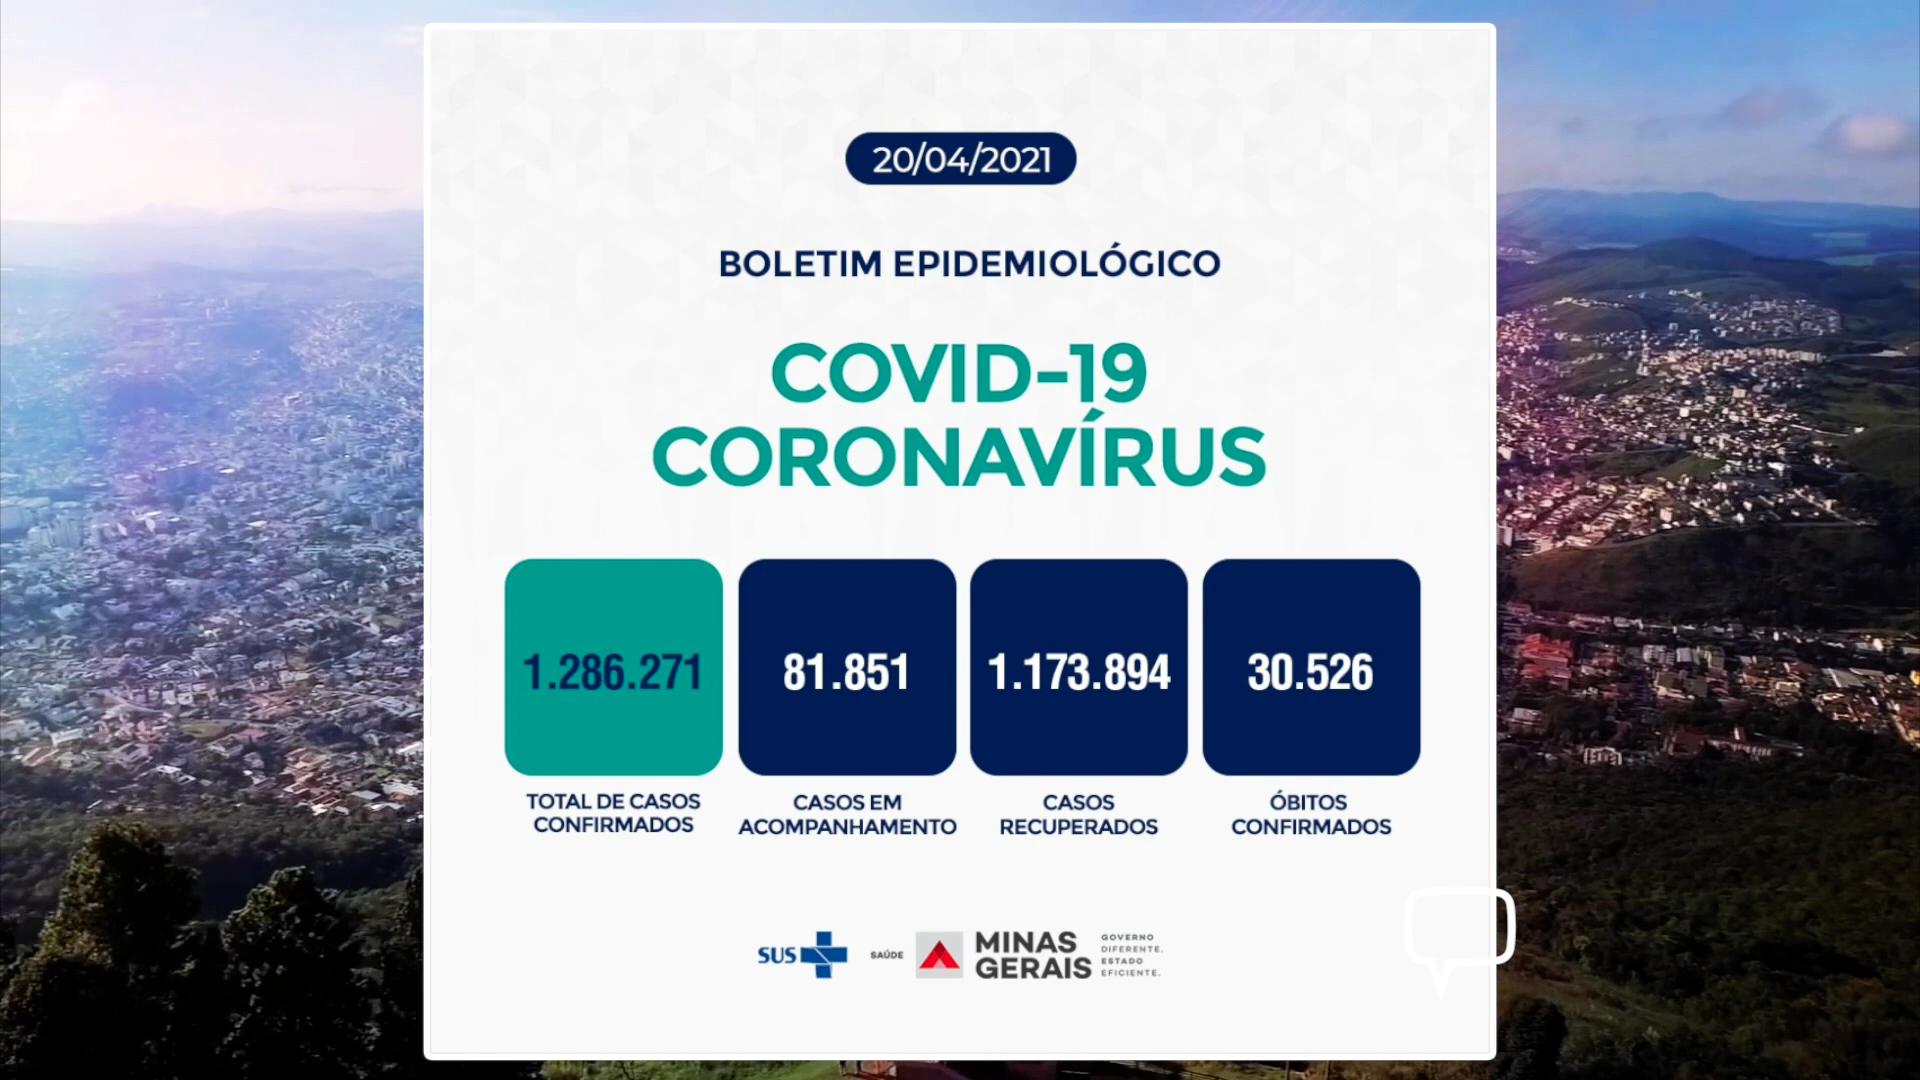 20/04/2021
BOLETIM EPIDEMIOLÓGICO
COVID-19
CORONAVÍRUS
1.286.271
81.851
1.173.894
30.526
TOTAL DE CASOS
CONFIRMADOS
CASOS EM
ACOMPANHAMENTO
CASOS
RECUPERADOS
ÓBITOS
CONFIRMADOS
SUS
SAÚDE
MINAS
GERAIS
GOVERNO
DIFERENTE.
ESTADO
EFICIENTE.